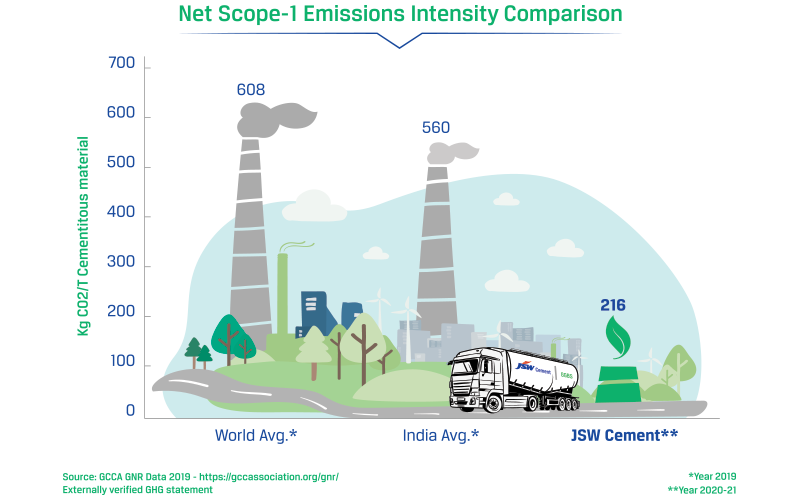 Net Scope-1 Emissions Intensity Comparison
Kg CO2/T Cementitous material
700
600
500
400
300
200
100
0
608
560
216
JSW Cement
GGBS
World Avg.*
India Avg.*
JSW Cement**
Source: GCCA GNR Data 2019 - https://gccassociation.org/gnr/
Externally verified GHG statement
*Year 2019
**Year 2020-21